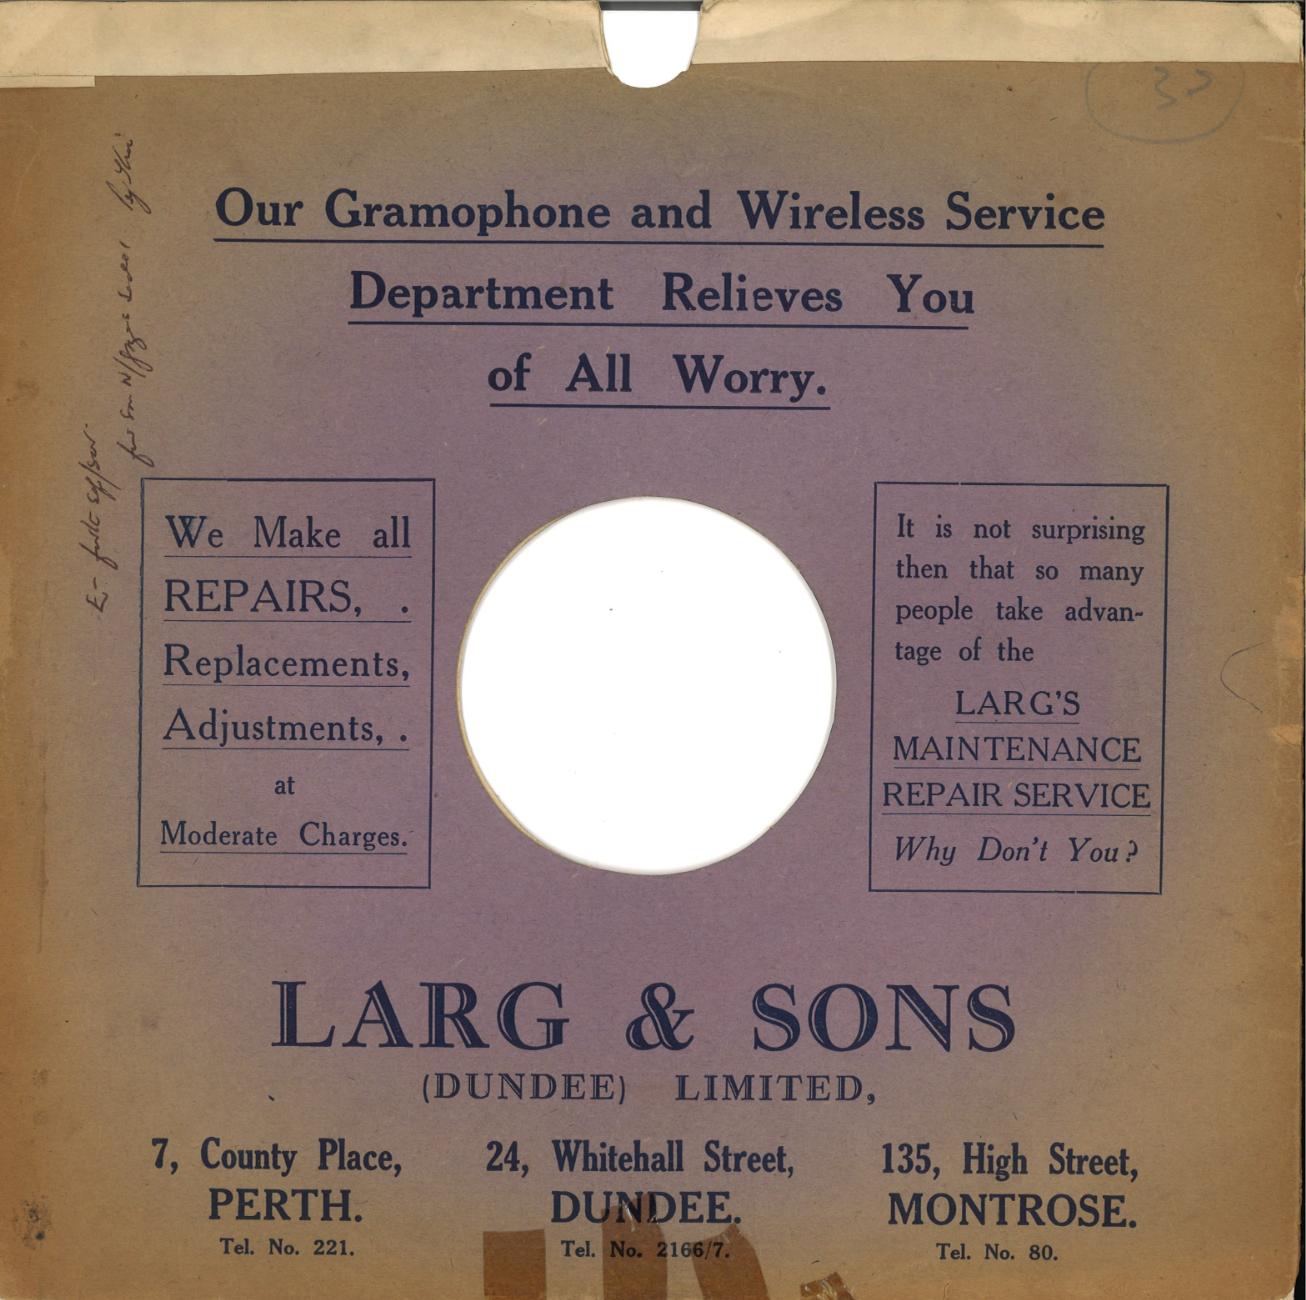 Our Gramophone and Wireless Service
Department Relieves You
of All Worry.
We Make all
REPAIRS, .
Replacements,
Adjustments, .
at
Moderate Charges.
It is not surprising
then that so many
people take advan-
tage of the
LARG'S
MAINTENANCE
REPAIR SERVICE
Why Don't You?
LARG & SONS
(DUNDEE) LIMITED,
7, County Place,
PERTH.
Tel. No. 221.
24, Whitehall Street,
DUNDEE.
Tel. No. 2166/7.
135, High Street,
MONTROSE.
Tel. No. 80.